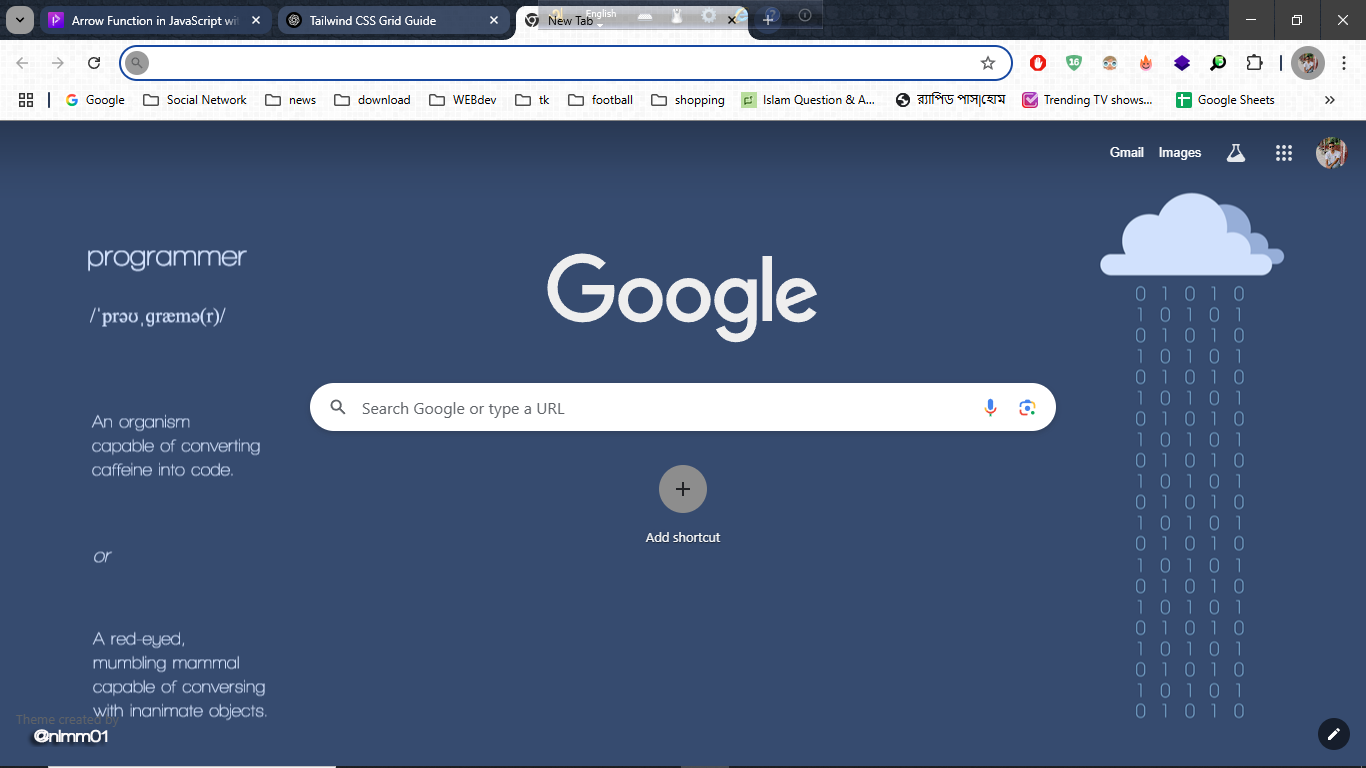 Arrow Function in JavaScript wi
Tailwind CSS Grid Guide
New Tab
English
16
Google
Social Network
news
download
WEBdev
tk
football
shopping
Islam Question & A...
র‍্যাপিড পাস|হোম
Trending TV shows...
Google Sheets
Gmail
Images
programmer
/ˈprəʊˌɡræmə(r)/
Google
Search Google or type a URL
Add shortcut
An organism
capable of converting
caffeine into code.
or
A red-eyed,
mumbling mammal
capable of conversing
with inanimate objects.
Theme created by
@nlmm01
0 1 0 1 0
1 0 1 0 1
0 1 0 1 0
1 0 1 0 1
0 1 0 1 0
1 0 1 0 1
0 1 0 1 0
1 0 1 0 1
0 1 0 1 0
1 0 1 0 1
0 1 0 1 0
1 0 1 0 1
0 1 0 1 0
1 0 1 0 1
0 1 0 1 0
1 0 1 0 1
0 1 0 1 0
1 0 1 0 1
0 1 0 1 0
1 0 1 0 1
0 1 0 1 0